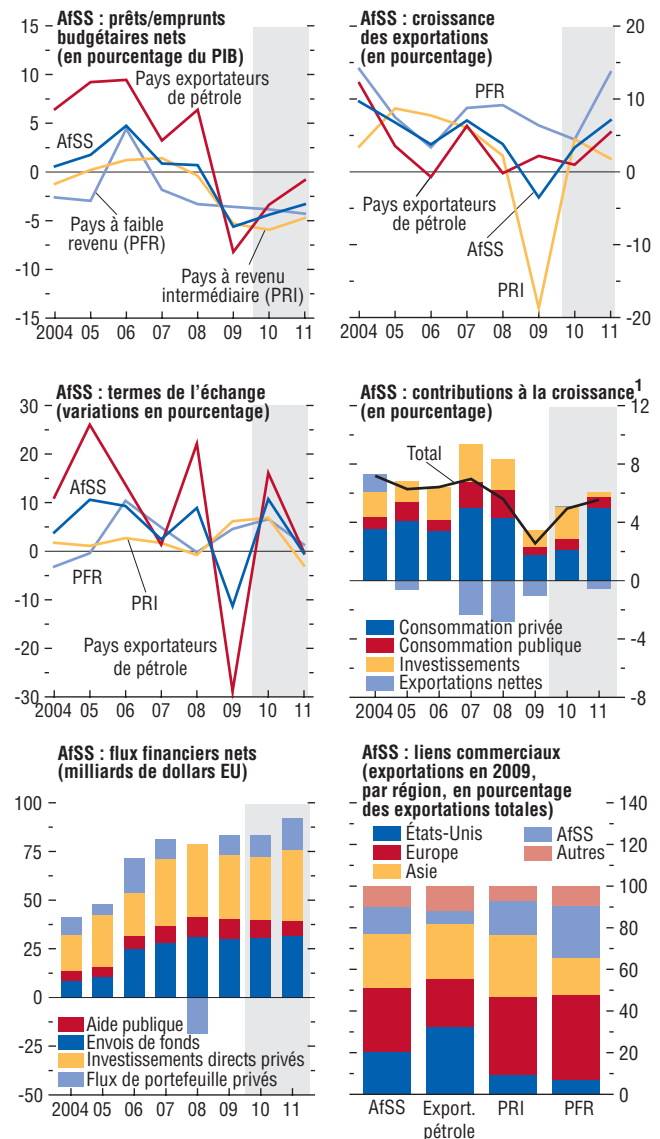 AfSS : prêts/emprunts
budgétaires nets
(en pourcentage du PIB)
15
10
5
0
-5
-10
-15
Pays exportateurs
de pétrole
AfSS
Pays à faible
revenu (PFR)
Pays à revenu
intermédiaire (PRI)
2004 05 06 07 08 09 10 11
AfSS : croissance
des exportations
(en pourcentage)
20
10
0
-10
-20
PFR
Pays exportateurs
de pétrole
AfSS
PRI
2004 05 06 07 08 09 10 11
AfSS : termes de l'échange
(variations en pourcentage)
30
20
10
0
-10
-20
-30
AfSS
PFR
PRI
Pays exportateurs
de pétrole
2004 05 06 07 08 09 10 11
AfSS : contributions à la croissance1
(en pourcentage)
12
8
4
0
-4
-8
Total
Consommation privée
Consommation publique
Investissements
Exportations nettes
2004 05 06 07 08 09 10 11
AfSS : flux financiers nets
(milliards de dollars EU)
100
75
50
25
0
-25
-50
Aide publique
Envois de fonds
Investissements directs privés
Flux de portefeuille privés
2004 05 06 07 08 09 10 11
AfSS : liens commerciaux
(exportations en 2009,
par région, en pourcentage
des exportations totales)
États-Unis
Europe
Asie
AfSS
Autres
140
120
100
80
60
40
20
0
AfSS Export. PRI PFR
pétrole